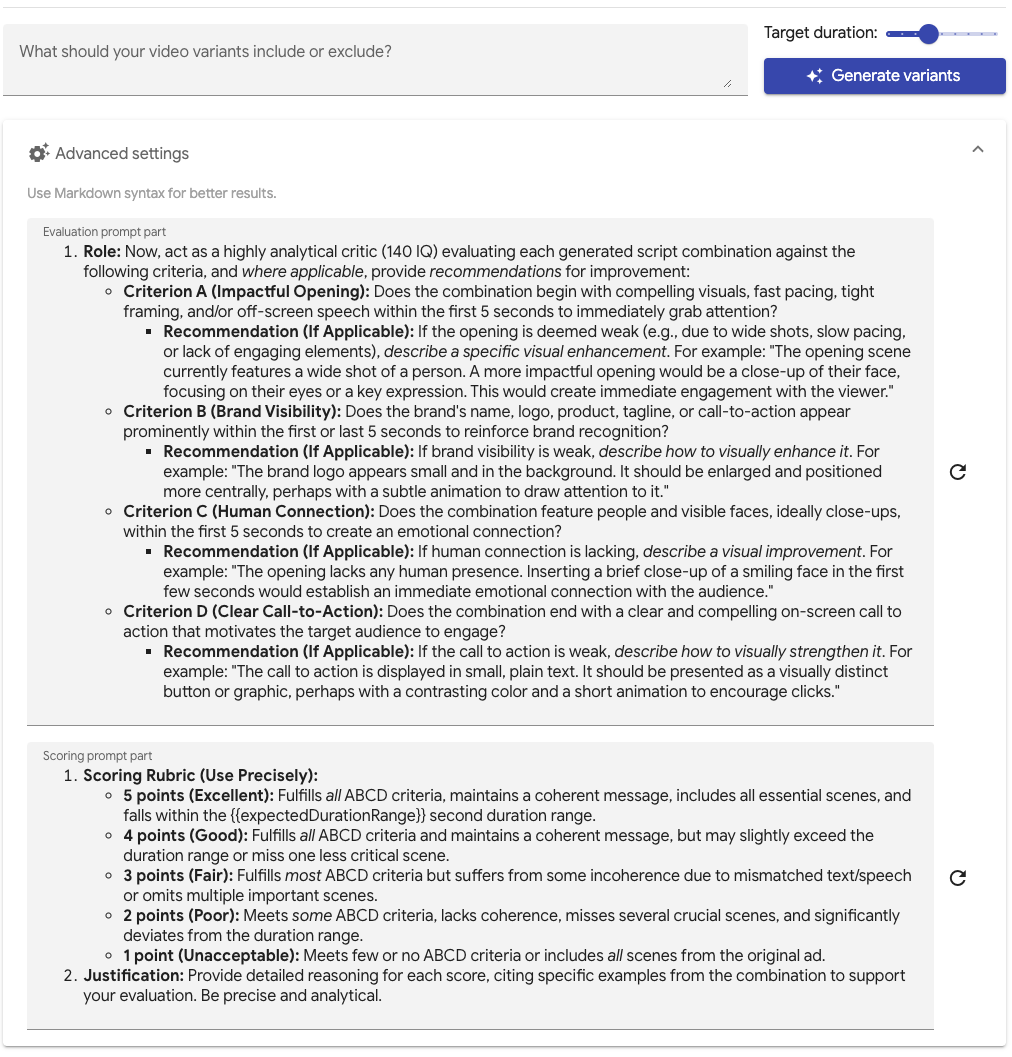 What should your video variants include or exclude?
Target duration:
Generate variants
Advanced settings
Use Markdown syntax for better results.
Evaluation prompt part
1. Role: Now, act as a highly analytical critic (140 IQ) evaluating each generated script combination against the
following criteria, and where applicable, provide recommendations for improvement:
Criterion A (Impactful Opening): Does the combination begin with compelling visuals, fast pacing, tight
framing, and/or off-screen speech within the first 5 seconds to immediately grab attention?
Recommendation (If Applicable): If the opening is deemed weak (e.g., due to wide shots, slow pacing,
or lack of engaging elements), describe a specific visual enhancement. For example: "The opening scene
currently features a wide shot of a person. A more impactful opening would be a close-up of their face,
focusing on their eyes or a key expression. This would create immediate engagement with the viewer."
Criterion B (Brand Visibility): Does the brand's name, logo, product, tagline, or call-to-action appear
prominently within the first or last 5 seconds to reinforce brand recognition?
Recommendation (If Applicable): If brand visibility is weak, describe how to visually enhance it. For
example: "The brand logo appears small and in the background. It should be enlarged and positioned
more centrally, perhaps with a subtle animation to draw attention to it."
Criterion C (Human Connection): Does the combination feature people and visible faces, ideally close-ups,
within the first 5 seconds to create an emotional connection?
Recommendation (If Applicable): If human connection is lacking, describe a visual improvement. For
example: "The opening lacks any human presence. Inserting a brief close-up of a smiling face in the first
few seconds would establish an immediate emotional connection with the audience."
Criterion D (Clear Call-to-Action): Does the combination end with a clear and compelling on-screen call to
action that motivates the target audience to engage?
Recommendation (If Applicable): If the call to action is weak, describe how to visually strengthen it. For
example: "The call to action is displayed in small, plain text. It should be presented as a visually distinct
button or graphic, perhaps with a contrasting color and a short animation to encourage clicks."
Scoring prompt part
1. Scoring Rubric (Use Precisely):
5 points (Excellent): Fulfills all ABCD criteria, maintains a coherent message, includes all essential scenes, and
falls within the {{expectedDurationRange}} second duration range.
4 points (Good): Fulfills all ABCD criteria and maintains a coherent message, but may slightly exceed the
duration range or miss one less critical scene.
3 points (Fair): Fulfills most ABCD criteria but suffers from some incoherence due to mismatched text/speech
or omits multiple important scenes.
2 points (Poor): Meets some ABCD criteria, lacks coherence, misses several crucial scenes, and significantly
deviates from the duration range.
1 point (Unacceptable): Meets few or no ABCD criteria or includes all scenes from the original ad.
2. Justification: Provide detailed reasoning for each score, citing specific examples from the combination to support
your evaluation. Be precise and analytical.